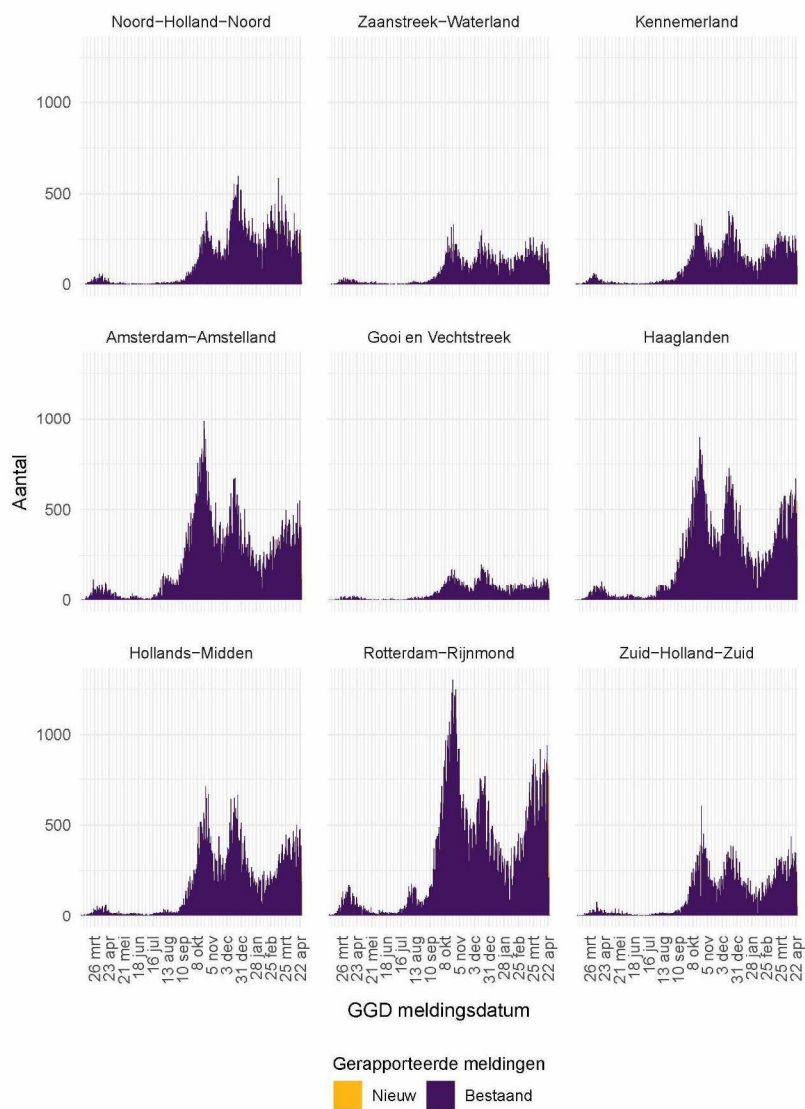 Noord-Holland-Noord
Zaanstreek-Waterland
Kennemerland
1000
500
0
Amsterdam-Amstelland
Gooi en Vechtstreek
Haaglanden
1000
500
0
Aantal
Hollands-Midden
Rotterdam-Rijnmond
Zuid-Holland-Zuid
1000
500
0
26 mrt
23 apr
21 mei
18 jun
16 jul
13 aug
10 sep
8 okt
5 nov
3 dec
31 dec
28 jan
25 feb
25 mrt
22 apr
26 mrt
23 apr
21 mei
18 jun
16 jul
13 aug
10 sep
8 okt
5 nov
3 dec
31 dec
28 jan
25 feb
25 mrt
22 apr
26 mrt
23 apr
21 mei
18 jun
16 jul
13 aug
10 sep
8 okt
5 nov
3 dec
31 dec
28 jan
25 feb
25 mrt
22 apr
GGD meldingsdatum
Gerapporteerde meldingen
Nieuw
Bestaand